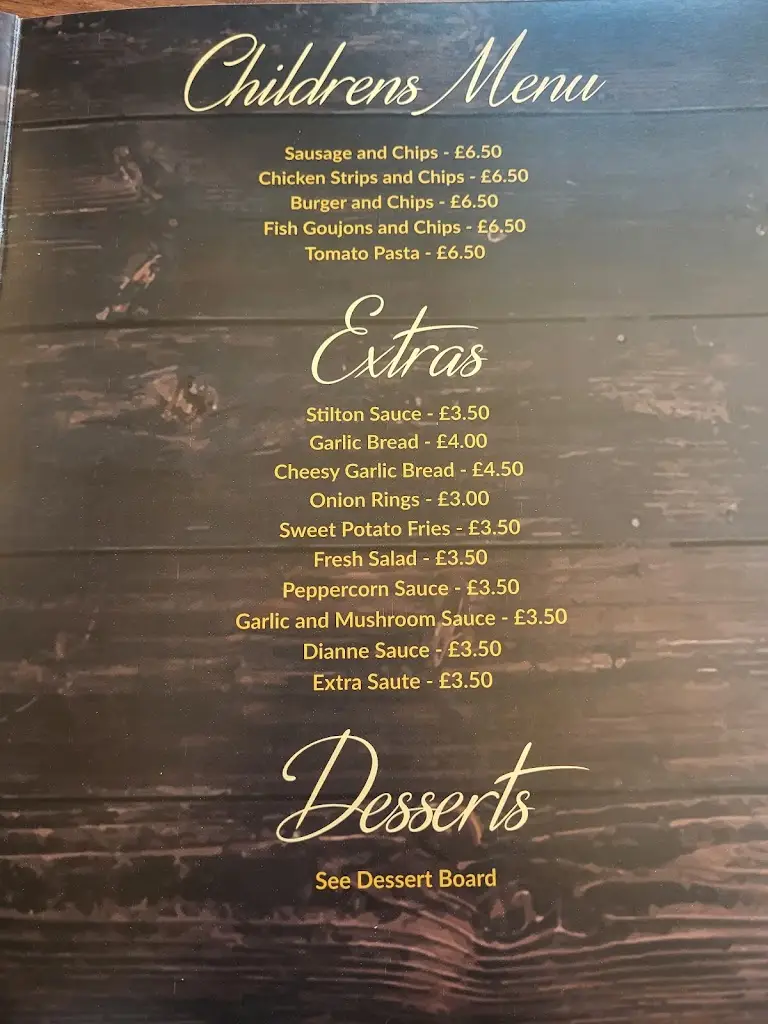 Childrens Menu
Sausage and Chips - £6.50
Chicken Strips and Chips - £6.50
Burger and Chips - £6.50
Fish Goujons and Chips - £6.50
Tomato Pasta - £6.50
Extras
Stilton Sauce - £3.50
Garlic Bread - £4.00
Cheesy Garlic Bread - £4.50
Onion Rings - £3.00
Sweet Potato Fries - £3.50
Fresh Salad - £3.50
Peppercorn Sauce - £3.50
Garlic and Mushroom Sauce - £3.50
Dianne Sauce - £3.50
Extra Saute - £3.50
Desserts
See Dessert Board